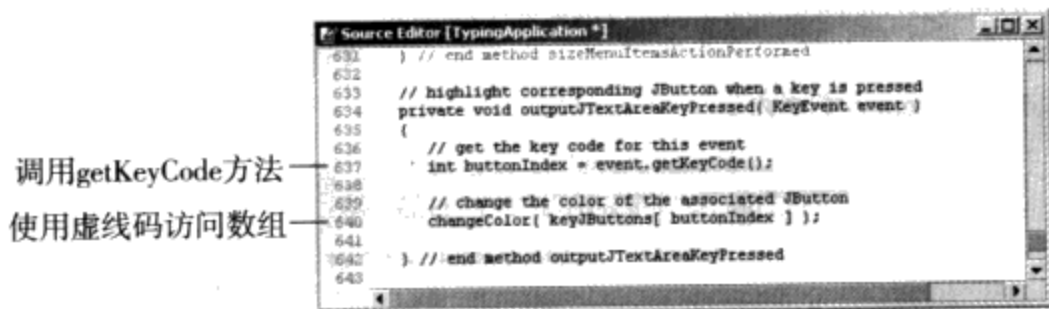 Source Editor [TypingApplication *]
631 } // end method sizeMenuItemsActionPerformed
632
633 // highlight corresponding JButton when a key is pressed
634 private void outputJTextAreaKeyPressed( KeyEvent event )
635 {
636 // get the key code for this event
调用getKeyCode方法
637 int buttonIndex = event.getKeyCode();
638
639 // change the color of the associated JButton
使用虚线码访问数组
640 changeColor( keyJButtons[ buttonIndex ] );
641
642 } // end method outputJTextAreaKeyPressed
643